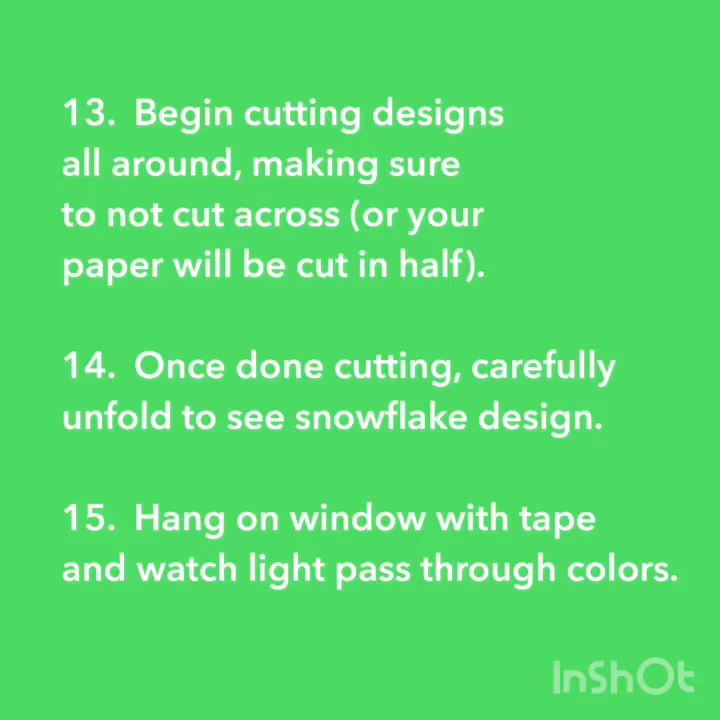 13. Begin cutting designs
all around, making sure
to not cut across (or your
paper will be cut in half).
14. Once done cutting, carefully
unfold to see snowflake design.
15. Hang on window with tape
and watch light pass through colors.
InShOt